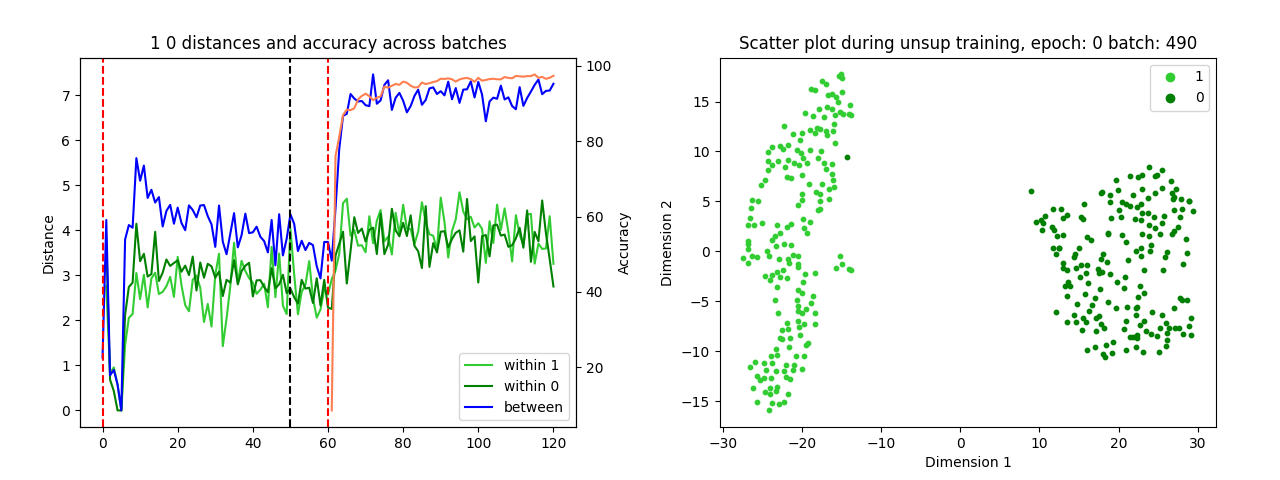 1 0 distances and accuracy across batches
Distance
7
6
5
4
3
2
1
0
0 20 40 60 80 100 120
100
80
60
40
20
Accuracy
within 1
within 0
between
Scatter plot during unsup training, epoch: 0 batch: 490
Dimension 2
15
10
5
0
−5
−10
−15
−30 −20 −10 0 10 20 30
Dimension 1
1
0